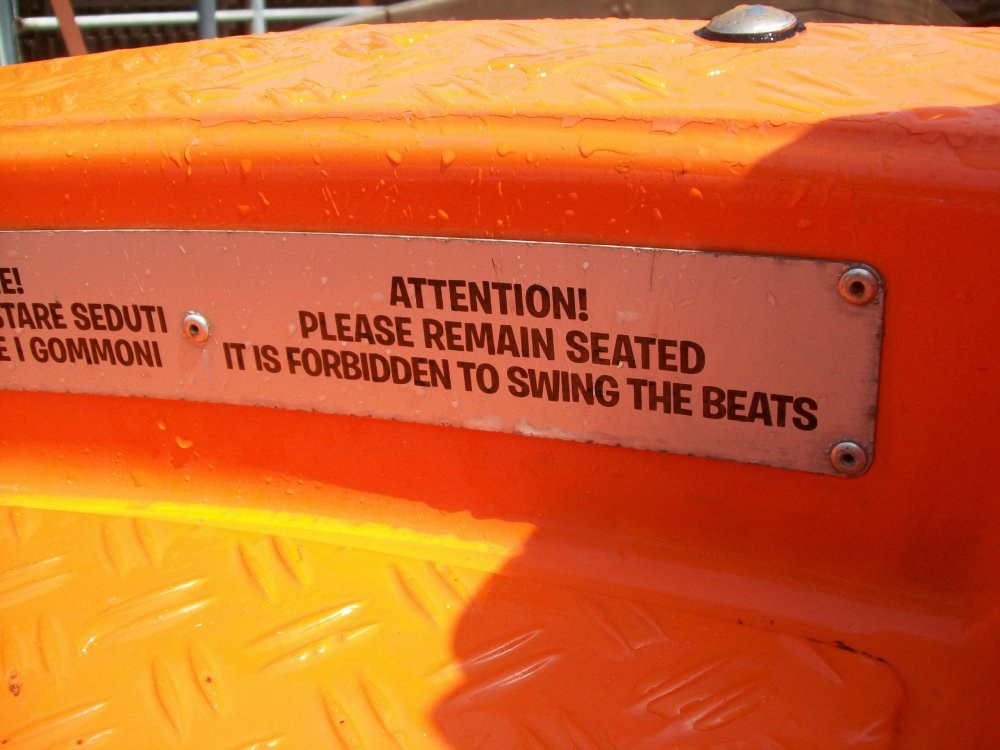 E!
STARE SEDUTI
E I GOMMONI
ATTENTION!
PLEASE REMAIN SEATED
IT IS FORBIDDEN TO SWING THE BEATS